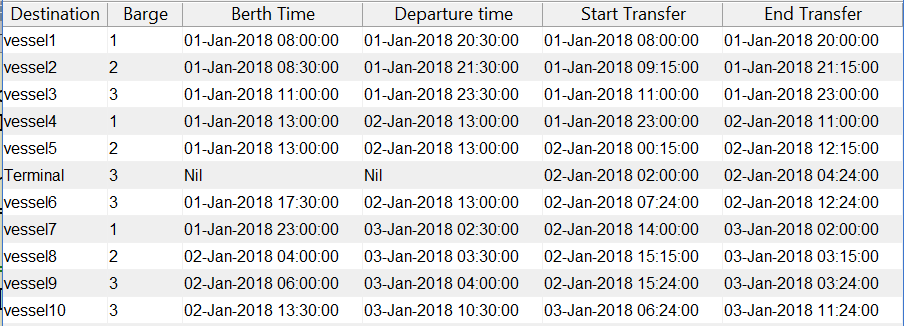 Destination Barge Berth Time Departure time Start Transfer End Transfer
vessel1 1 01-Jan-2018 08:00:00 01-Jan-2018 20:30:00 01-Jan-2018 08:00:00 01-Jan-2018 20:00:00
vessel2 2 01-Jan-2018 08:30:00 01-Jan-2018 21:30:00 01-Jan-2018 09:15:00 01-Jan-2018 21:15:00
vessel3 3 01-Jan-2018 11:00:00 01-Jan-2018 23:30:00 01-Jan-2018 11:00:00 01-Jan-2018 23:00:00
vessel4 1 01-Jan-2018 13:00:00 02-Jan-2018 13:00:00 01-Jan-2018 23:00:00 02-Jan-2018 11:00:00
vessel5 2 01-Jan-2018 13:00:00 02-Jan-2018 13:00:00 02-Jan-2018 00:15:00 02-Jan-2018 12:15:00
Terminal 3 Nil Nil 02-Jan-2018 02:00:00 02-Jan-2018 04:24:00
vessel6 3 01-Jan-2018 17:30:00 02-Jan-2018 13:00:00 02-Jan-2018 07:24:00 02-Jan-2018 12:24:00
vessel7 1 01-Jan-2018 23:00:00 03-Jan-2018 02:30:00 02-Jan-2018 14:00:00 03-Jan-2018 02:00:00
vessel8 2 02-Jan-2018 04:00:00 03-Jan-2018 03:30:00 02-Jan-2018 15:15:00 03-Jan-2018 03:15:00
vessel9 3 02-Jan-2018 06:00:00 03-Jan-2018 04:00:00 02-Jan-2018 15:24:00 03-Jan-2018 03:24:00
vessel10 3 02-Jan-2018 13:30:00 03-Jan-2018 10:30:00 03-Jan-2018 06:24:00 03-Jan-2018 11:24:00